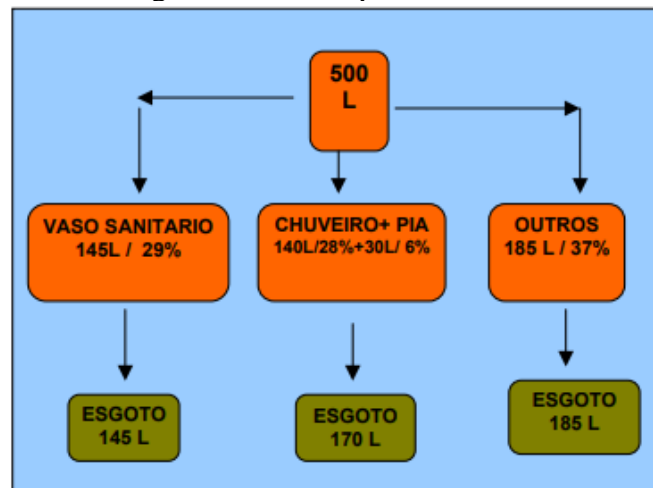 500
L
VASO SANITARIO
145L / 29%
CHUVEIRO+ PIA
140L/28%+30L/ 6%
OUTROS
185 L / 37%
ESGOTO
145 L
ESGOTO
170 L
ESGOTO
185 L